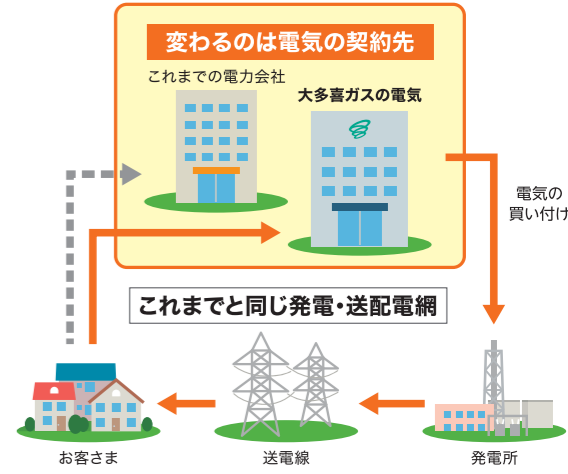 変わるのは電気の契約先
これまでの電力会社
大多喜ガスの電気
電気の
買い付け
これまでと同じ発電・送配電網
お客さま
送電線
発電所